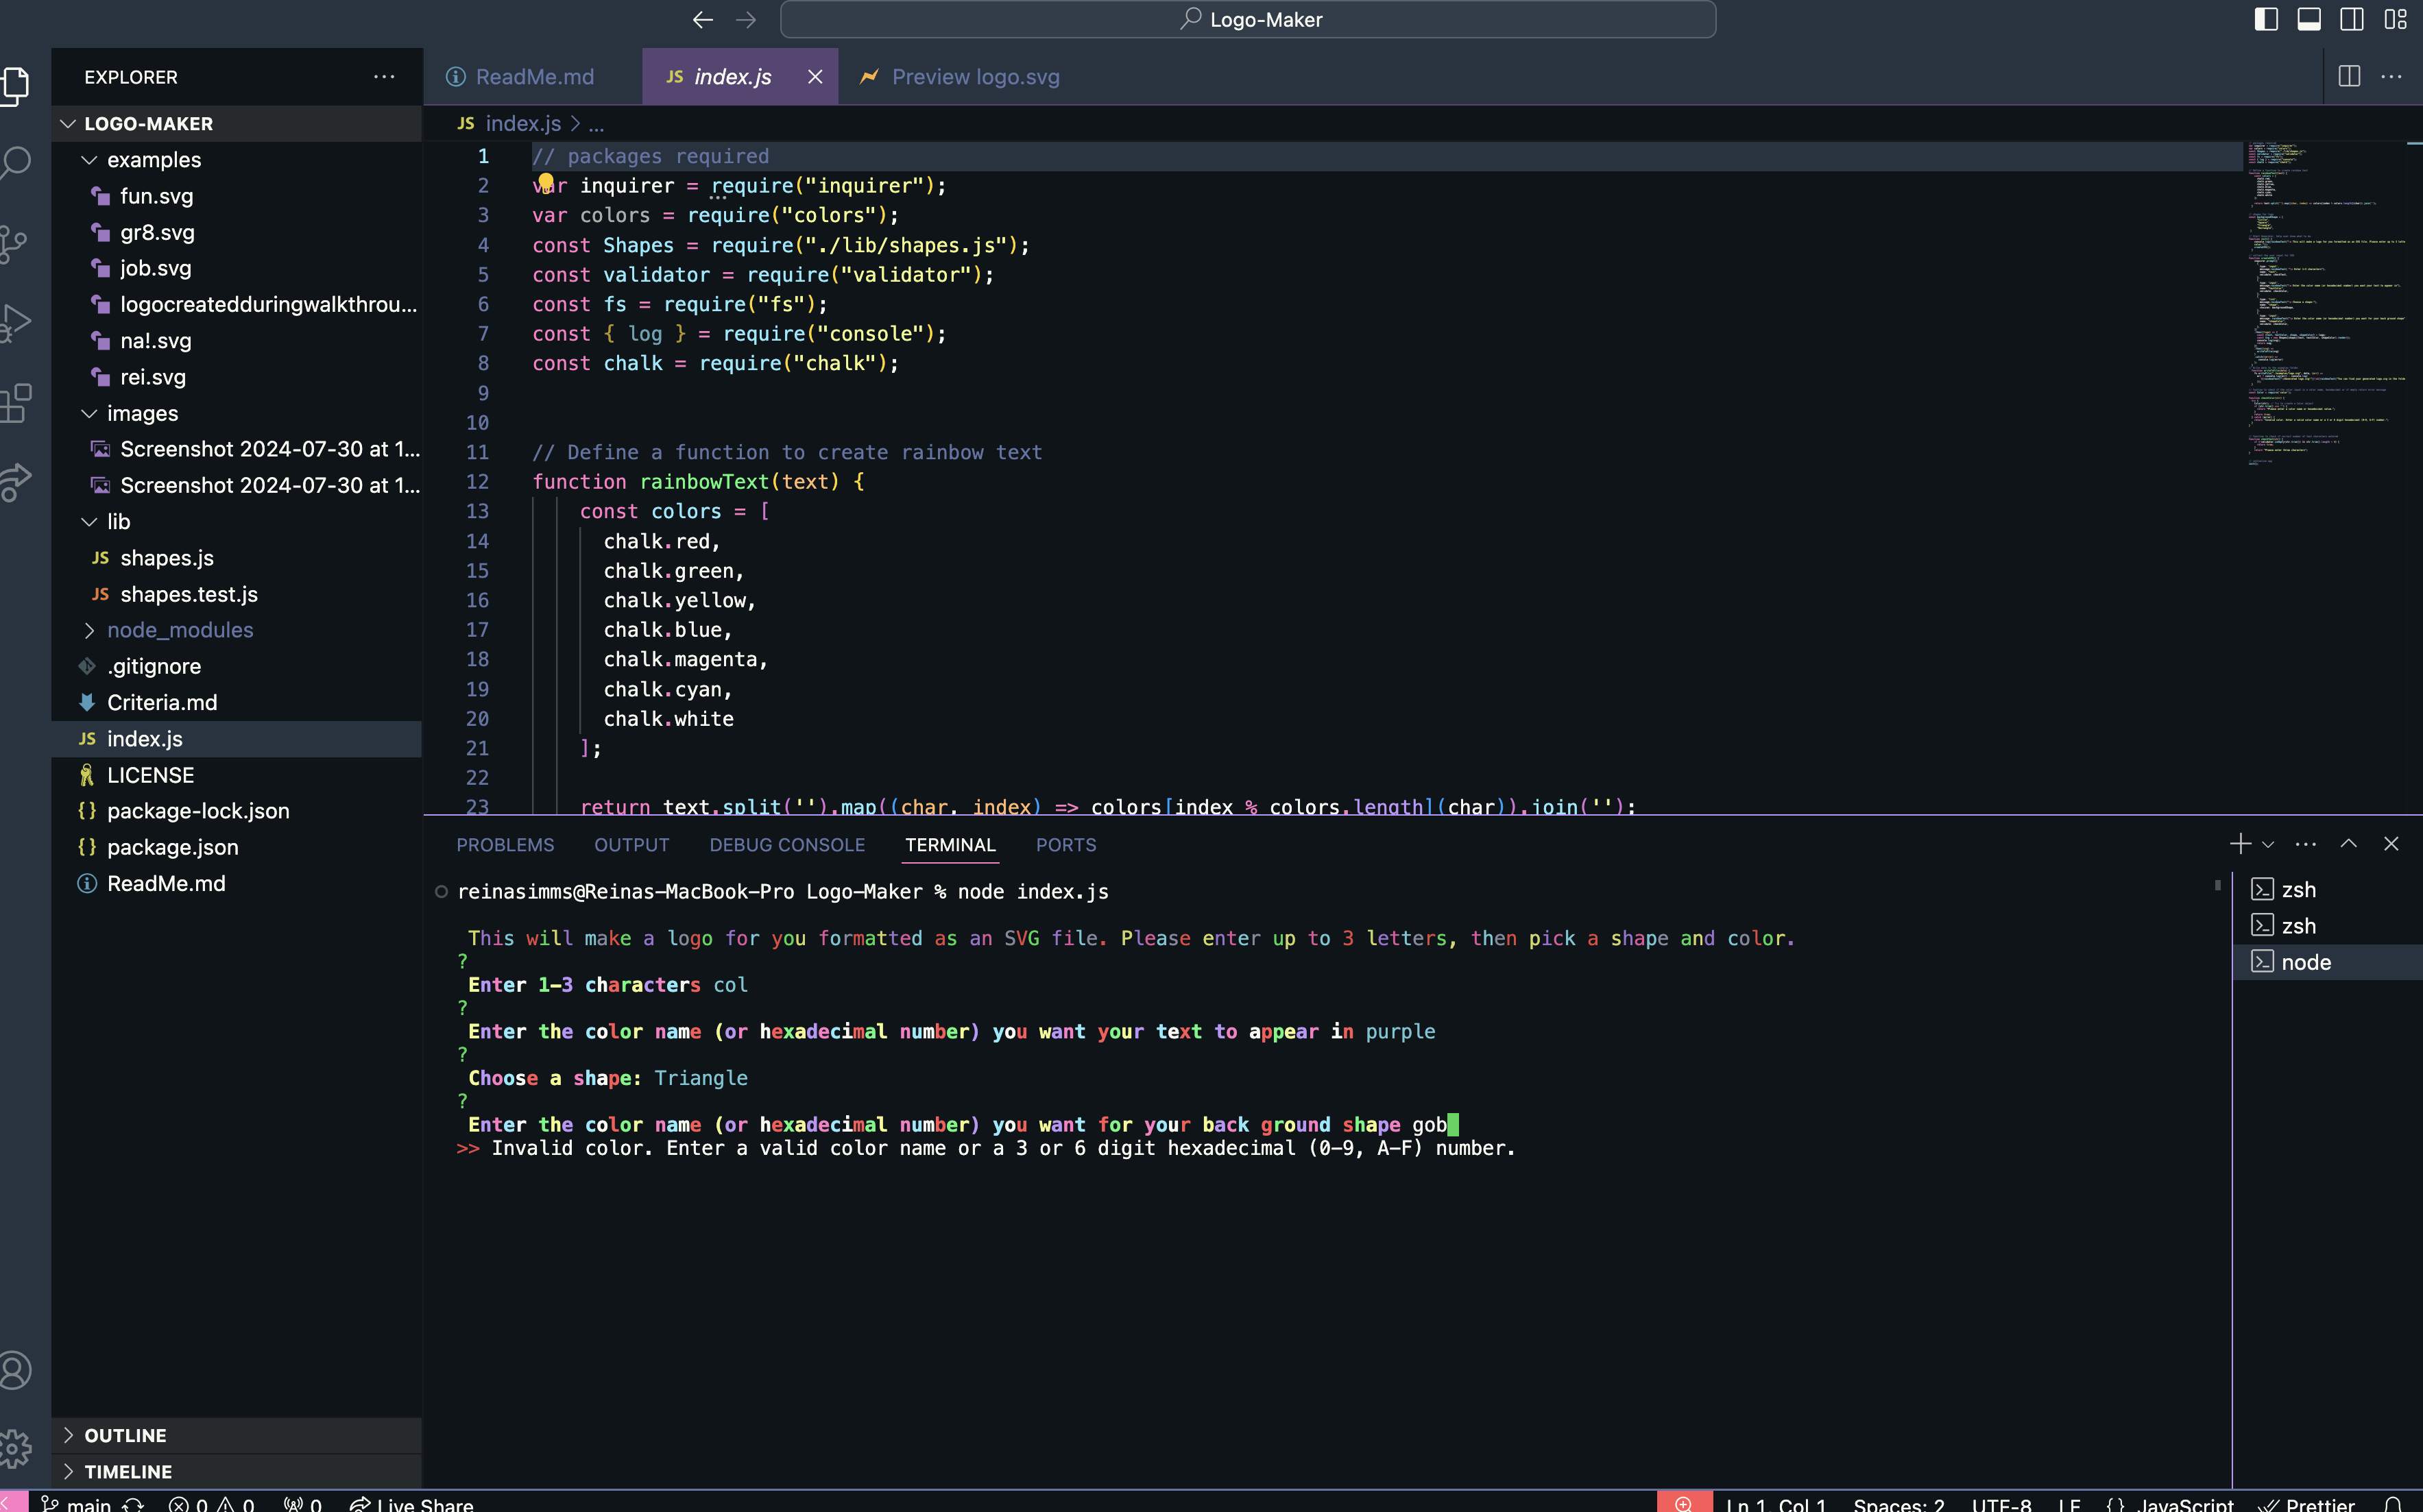 Logo-Maker
EXPLORER
LOGO-MAKER
examples
fun.svg
gr8.svg
job.svg
logocreatedduringwalkthrou...
na!.svg
rei.svg
images
Screenshot 2024-07-30 at 1...
Screenshot 2024-07-30 at 1...
lib
JS shapes.js
JS shapes.test.js
node_modules
.gitignore
Criteria.md
JS index.js
LICENSE
{ } package-lock.json
{ } package.json
ReadMe.md
OUTLINE
TIMELINE
ReadMe.md
JS index.js
Preview logo.svg
JS index.js > ...
1 // packages required
2 var inquirer = require("inquirer");
3 var colors = require("colors");
4 const Shapes = require("./lib/shapes.js");
5 const validator = require("validator");
6 const fs = require("fs");
7 const { log } = require("console");
8 const chalk = require("chalk");
9
10
11 // Define a function to create rainbow text
12 function rainbowText(text) {
13 const colors = [
14 chalk.red,
15 chalk.green,
16 chalk.yellow,
17 chalk.blue,
18 chalk.magenta,
19 chalk.cyan,
20 chalk.white
21 ];
22
23 return text.split('').map((char, index) => colors[index % colors.length](char)).join('');
PROBLEMS OUTPUT DEBUG CONSOLE TERMINAL PORTS
reinasimms@Reinas-MacBook-Pro Logo-Maker % node index.js
This will make a logo for you formatted as an SVG file. Please enter up to 3 letters, then pick a shape and color.
?
Enter 1-3 characters col
?
Enter the color name (or hexadecimal number) you want your text to appear in purple
?
Choose a shape: Triangle
?
Enter the color name (or hexadecimal number) you want for your back ground shape gob
>> Invalid color. Enter a valid color name or a 3 or 6 digit hexadecimal (0-9, A-F) number.
zsh
zsh
node
main 0 0 0 Live Share Ln 1, Col 1 Spaces: 2 UTF-8 LF { } JavaScript Prettier